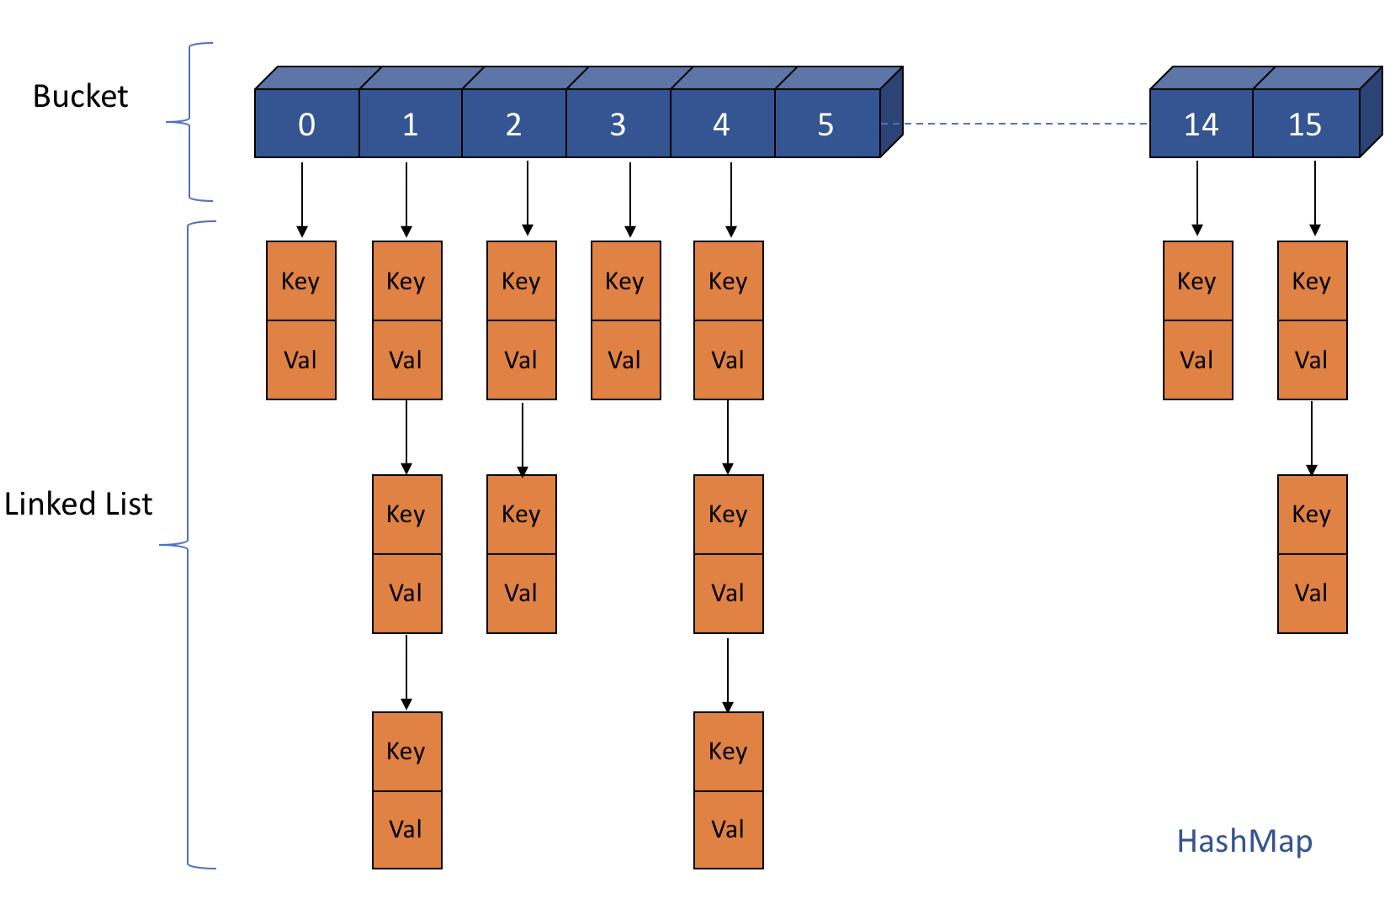 Bucket
0 1 2 3 4 5 14 15
Key Key Key Key Key Key Key
Val Val Val Val Val Val Val
Linked List
Key Key Key Key
Val Val Val Val
Key Key
Val Val
HashMap